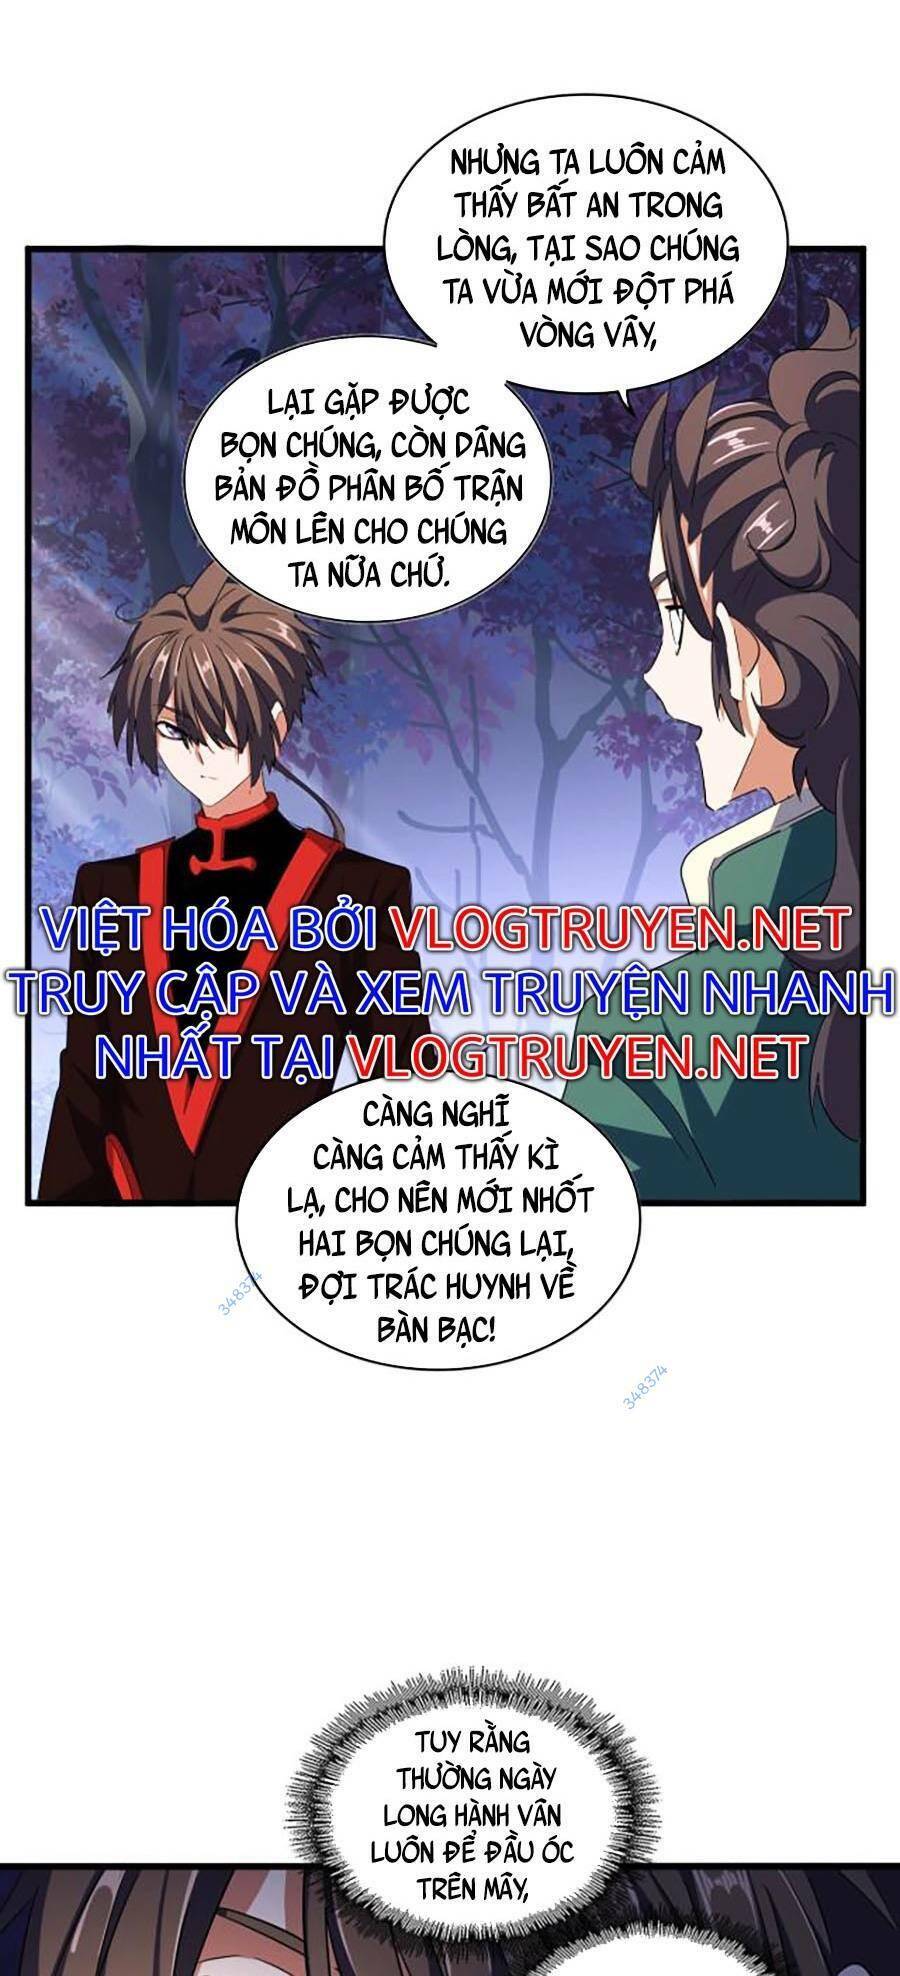 NHƯNG TA LUÔN CẢM
THẤY BẤT AN TRONG
LÒNG, TẠI SAO CHÚNG
TA VỪA MỚI ĐỘT PHÁ
VÒNG VÂY,
LẠI GẶP ĐƯỢC
BỌN CHÚNG, CÒN DÂNG
BẢN ĐỒ PHÂN BỐ TRẬN
MÔN LÊN CHO CHÚNG
TA NỮA CHỨ.
VIỆT HÓA BỞI VLOGTRUYEN.NET
TRUY CẬP VÀ XEM TRUYỆN NHANH
NHẤT TẠI VLOGTRUYEN.NET
CÀNG NGHĨ
CÀNG CẢM THẤY KÌ
LẠ, CHO NÊN MỚI NHỐT
HAI BỌN CHÚNG LẠI,
ĐỢI TRÁC HUYNH VỀ
BÀN BẠC!
348374
348374
TUY RẰNG
THƯỜNG NGÀY
LONG HÀNH VÂN
LUÔN ĐỂ ĐẦU ÓC
TRÊN MÂY,